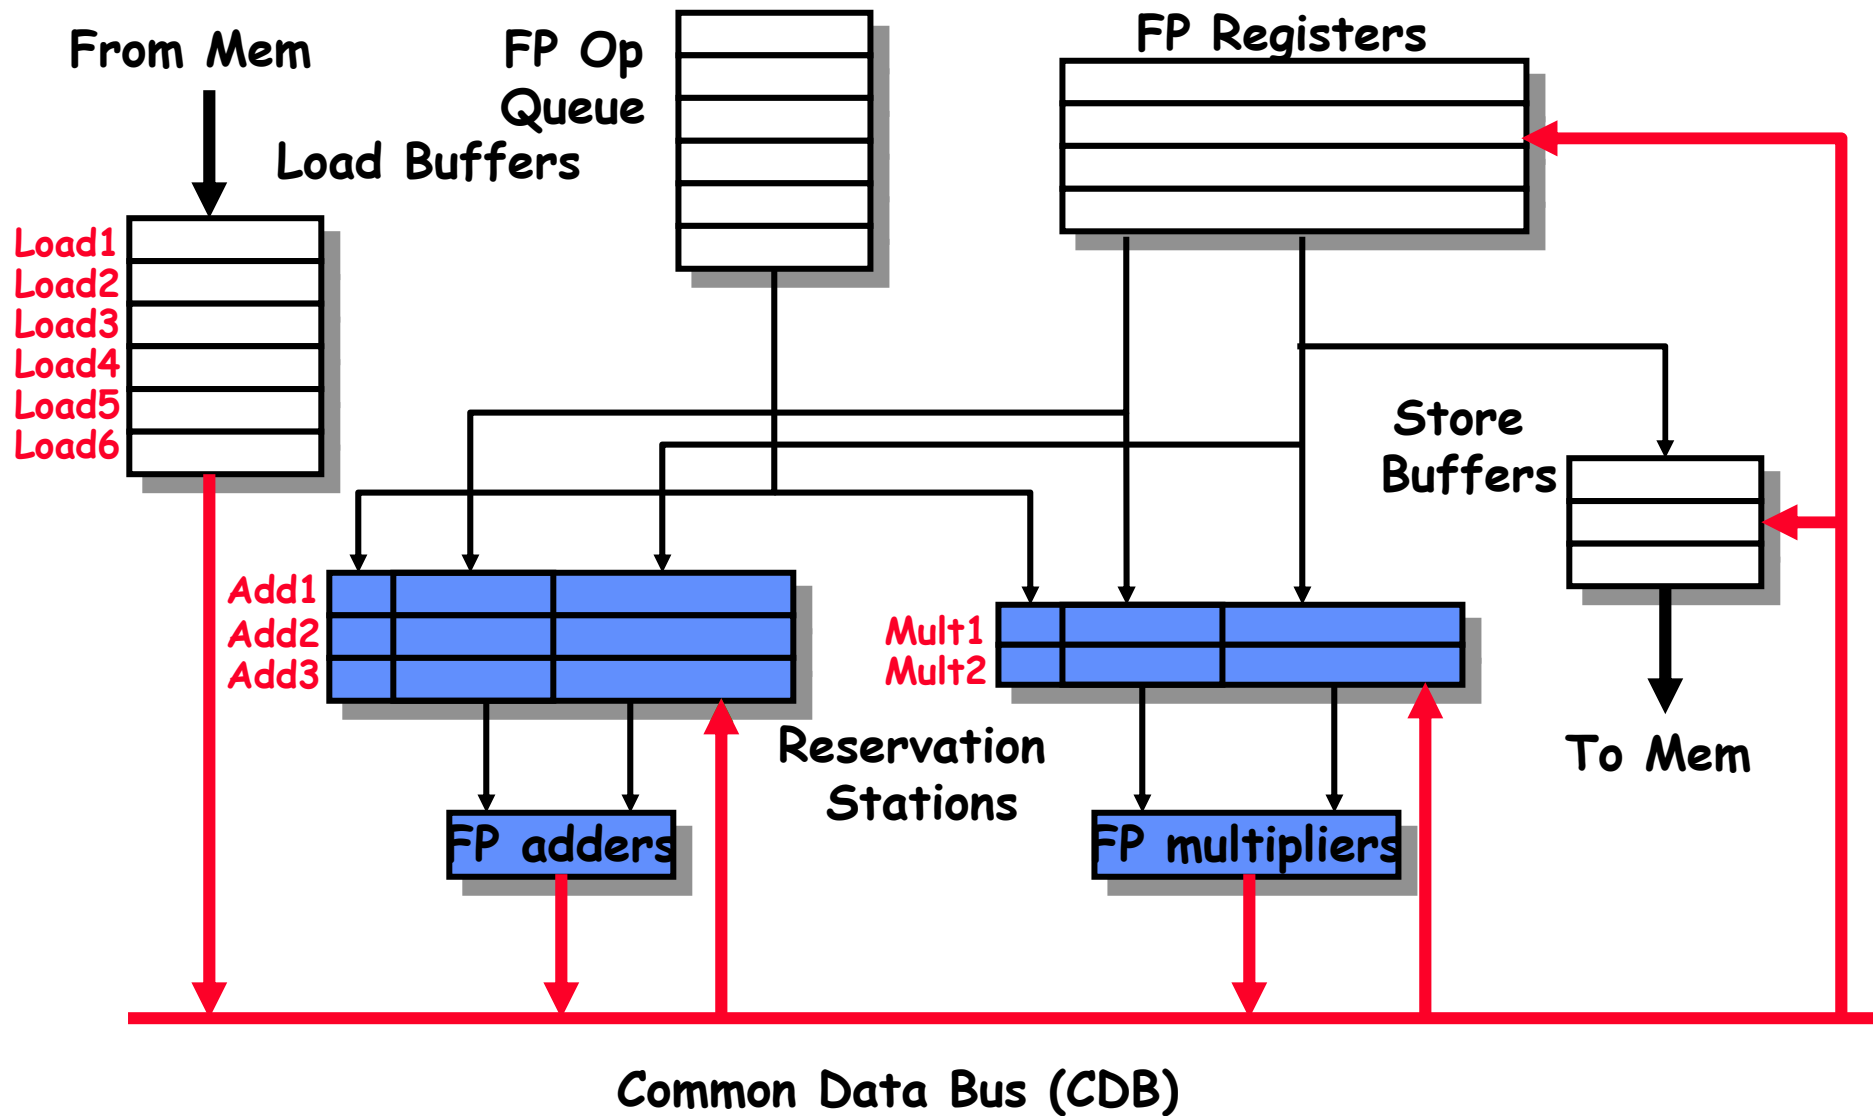 From Mem
FP Op
Queue
FP Registers
Load Buffers
Load1
Load2
Load3
Load4
Load5
Load6
Store
Buffers
Add1
Add2
Add3
Mult1
Mult2
Reservation
Stations
To Mem
FP adders
FP multipliers
Common Data Bus (CDB)